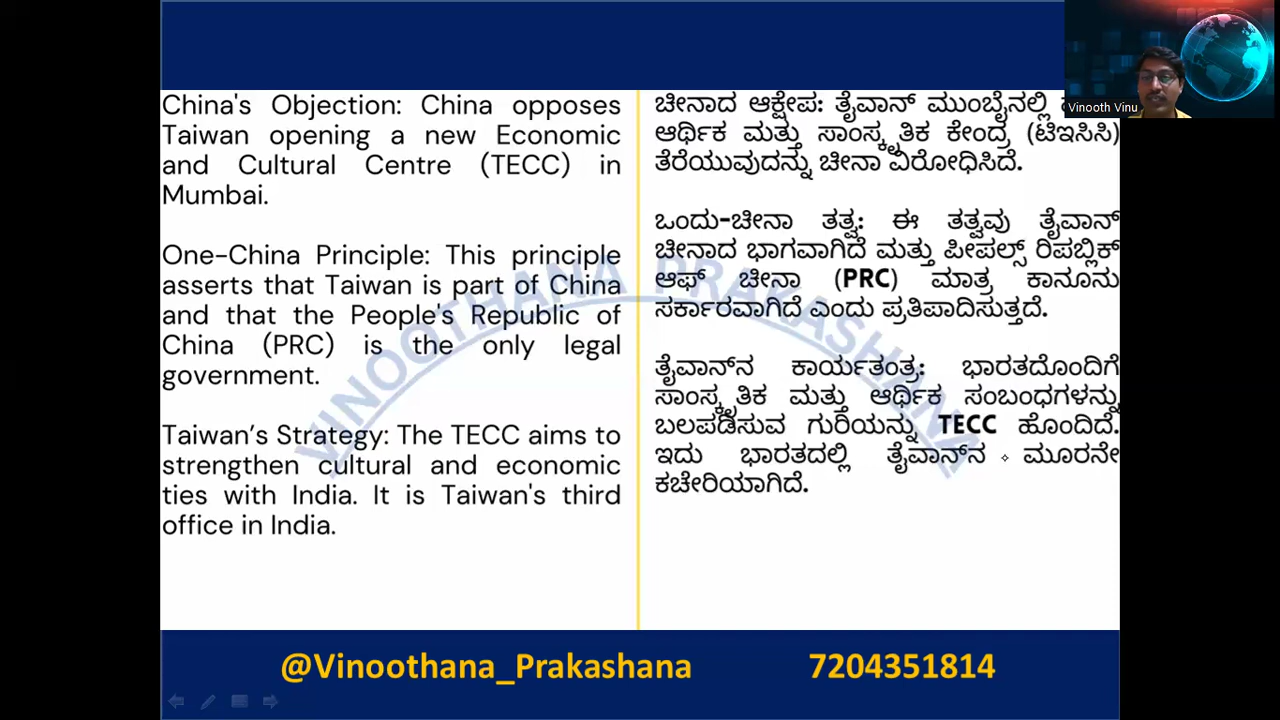 China's Objection: China opposes
Taiwan opening a new Economic
and Cultural Centre (TECC) in
Mumbai.
One-China Principle: This principle
asserts that Taiwan is part of China
and that the People's Republic of
China (PRC) is the only legal
government.
Taiwan's Strategy: The TECC aims to
strengthen cultural and economic
ties with India. It is Taiwan's third
office in India.
ಚೀನಾದ ಆಕ್ಷೇಪ: ತೈವಾನ್ ಮುಂಬೈನಲ್ಲಿ
ಆರ್ಥಿಕ ಮತ್ತು ಸಾಂಸ್ಕೃತಿಕ ಕೇಂದ್ರ (ಟಿಇಸಿಸಿ)
ತೆರೆಯುವುದನ್ನು ಚೀನಾ ವಿರೋಧಿಸಿದೆ.
ಒಂದು-ಚೀನಾ ತತ್ವ: ಈ ತತ್ವವು ತೈವಾನ್
ಚೀನಾದ ಭಾಗವಾಗಿದೆ ಮತ್ತು ಪೀಪಲ್ಸ್ ರಿಪಬ್ಲಿಕ್
ಆಫ್ ಚೀನಾ (PRC) ಮಾತ್ರ ಕಾನೂನು
ಸರ್ಕಾರವಾಗಿದೆ ಎಂದು ಪ್ರತಿಪಾದಿಸುತ್ತದೆ.
ತೈವಾನ್‌ನ ಕಾರ್ಯತಂತ್ರ: ಭಾರತದೊಂದಿಗೆ
ಸಾಂಸ್ಕೃತಿಕ ಮತ್ತು ಆರ್ಥಿಕ ಸಂಬಂಧಗಳನ್ನು
ಬಲಪಡಿಸುವ ಗುರಿಯನ್ನು TECC ಹೊಂದಿದೆ.
ಇದು ಭಾರತದಲ್ಲಿ ತೈವಾನ್‌ನ ಮೂರನೇ
ಕಚೇರಿಯಾಗಿದೆ.
VINOOTHANA PRAKASHANA
Vinooth Vinu
@Vinoothana_Prakashana 7204351814